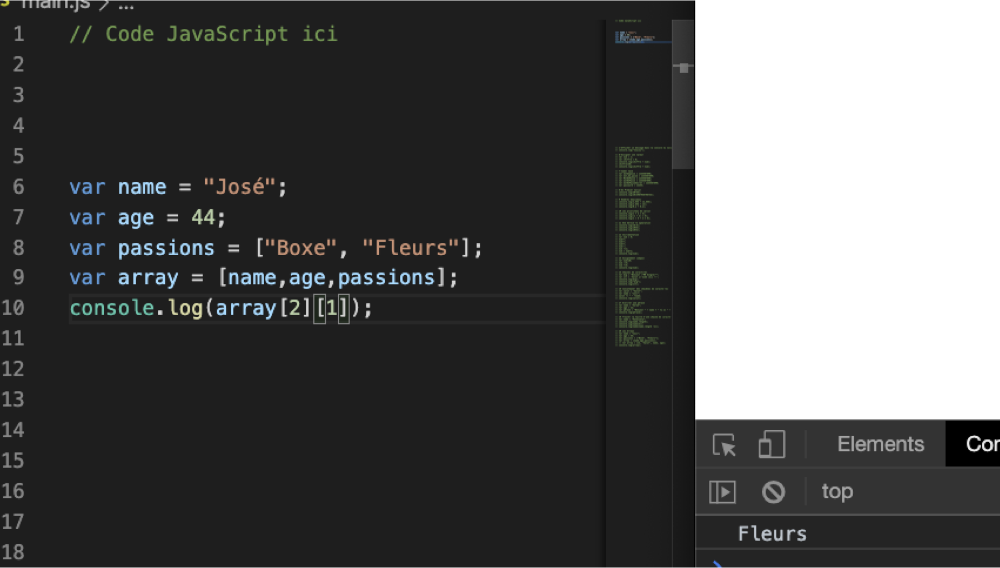 main.js > ...
1 // Code JavaScript ici
2
3
4
5
6 var name = "José";
7 var age = 44;
8 var passions = ["Boxe", "Fleurs"];
9 var array = [name,age,passions];
10 console.log(array[2][1]);
11
12
13
14
15
16
17
18
Elements
top
Fleurs